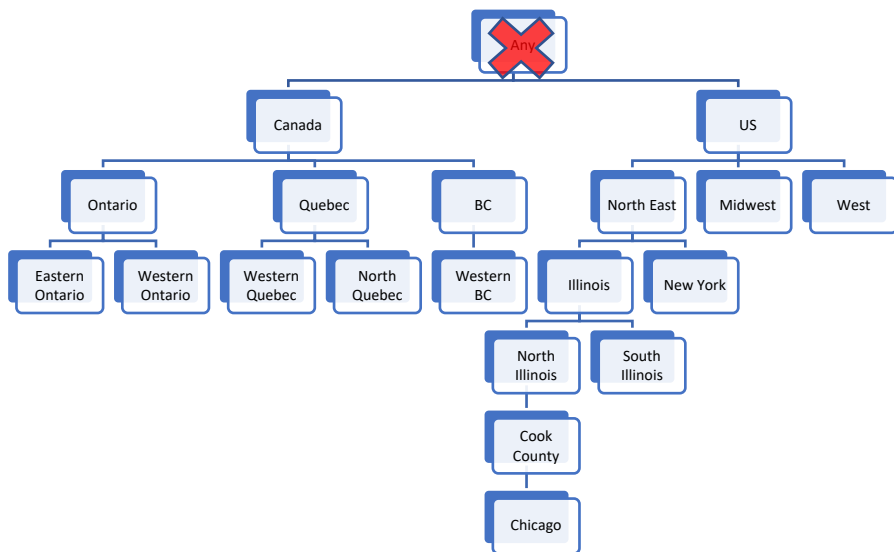 Any
Canada
US
Ontario
Quebec
BC
North East
Midwest
West
Eastern
Ontario
Western
Ontario
Western
Quebec
North
Quebec
Western
BC
Illinois
New York
North
Illinois
South
Illinois
Cook
County
Chicago